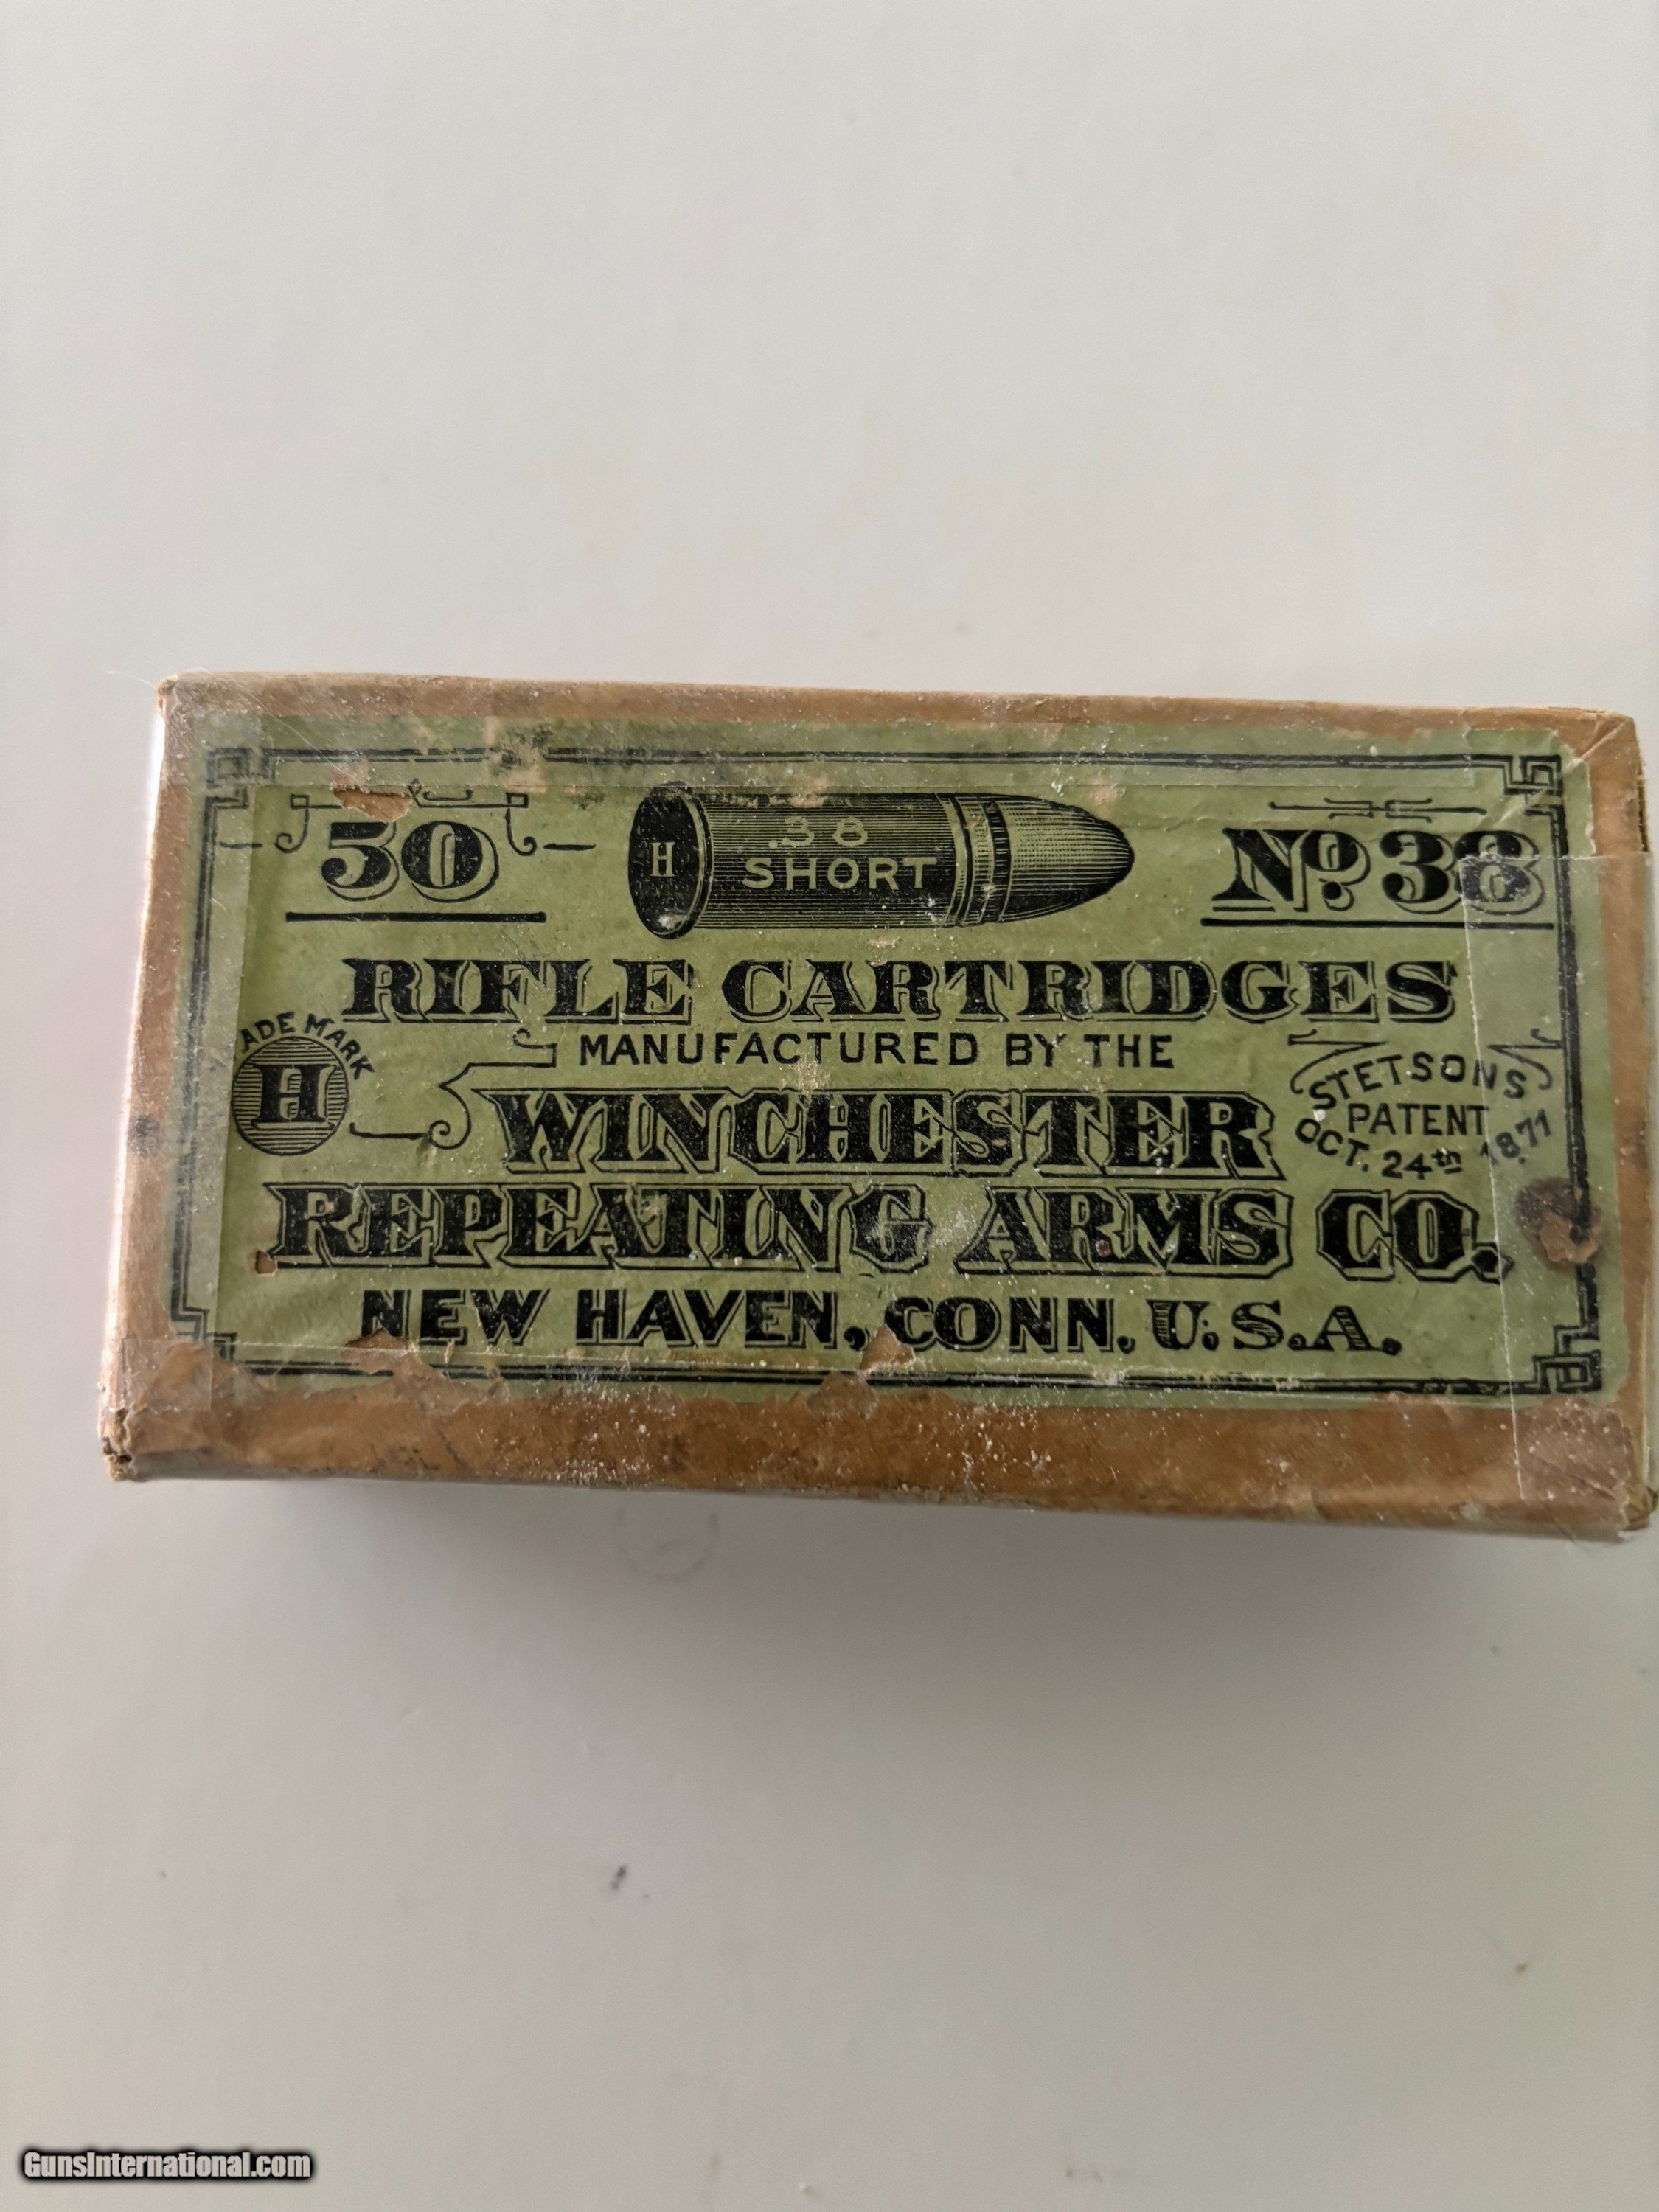 50
H
.38
SHORT
Nº. 38
RIFLE CARTRIDGES
MANUFACTURED BY THE
ADE MARK
H
WINCHESTER
STETSONS
PATENT
OCT. 24th 1871
REPEATING ARMS CO.
NEW HAVEN, CONN. U.S.A.
GunsInternational.com